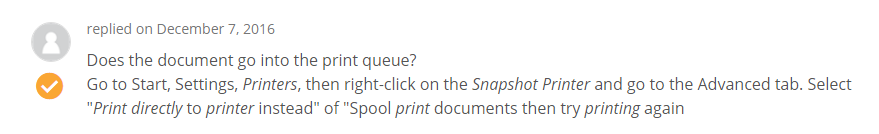 replied on December 7, 2016
Does the document go into the print queue?
Go to Start, Settings, Printers, then right-click on the Snapshot Printer and go to the Advanced tab. Select
"Print directly to printer instead" of "Spool print documents then try printing again